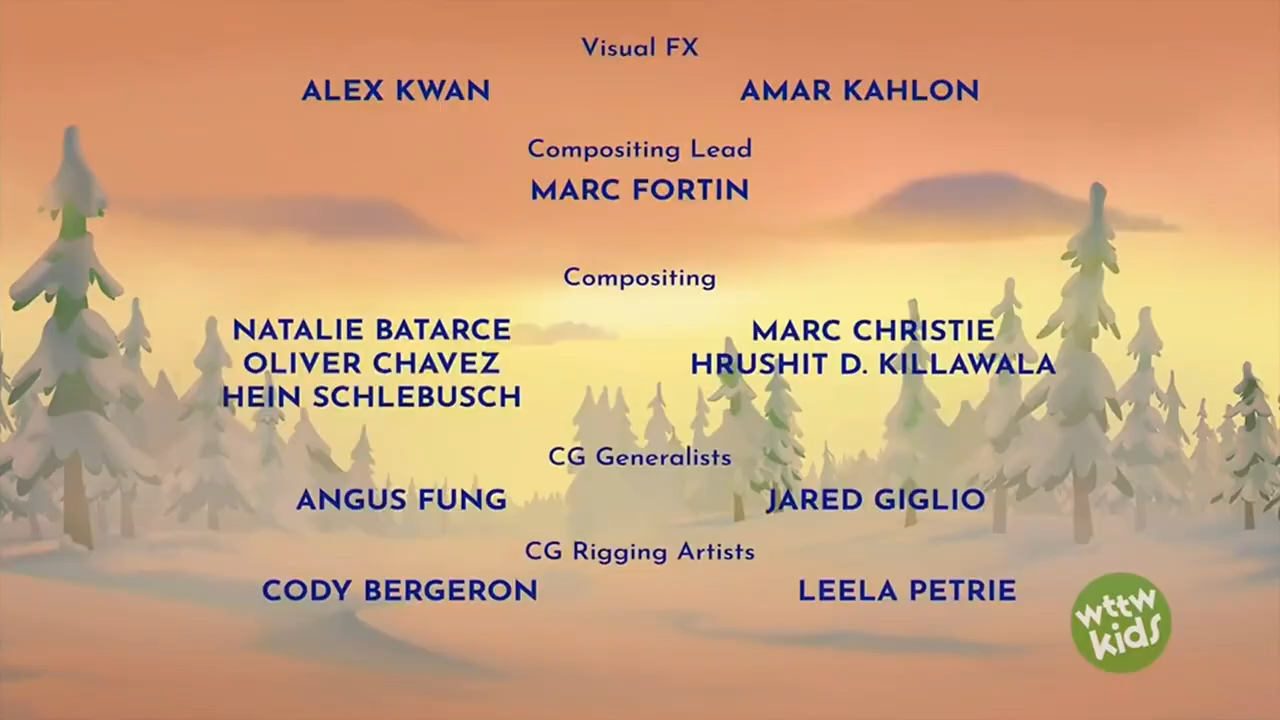 Visual FX
ALEX KWAN AMAR KAHLON
Compositing Lead
MARC FORTIN
Compositing
NATALIE BATARCE MARC CHRISTIE
OLIVER CHAVEZ HRUSHIT D. KILLAWALA
HEIN SCHLEBUSCH
CG Generalists
ANGUS FUNG JARED GIGLIO
CG Rigging Artists
CODY BERGERON LEELA PETRIE
wttw
kids